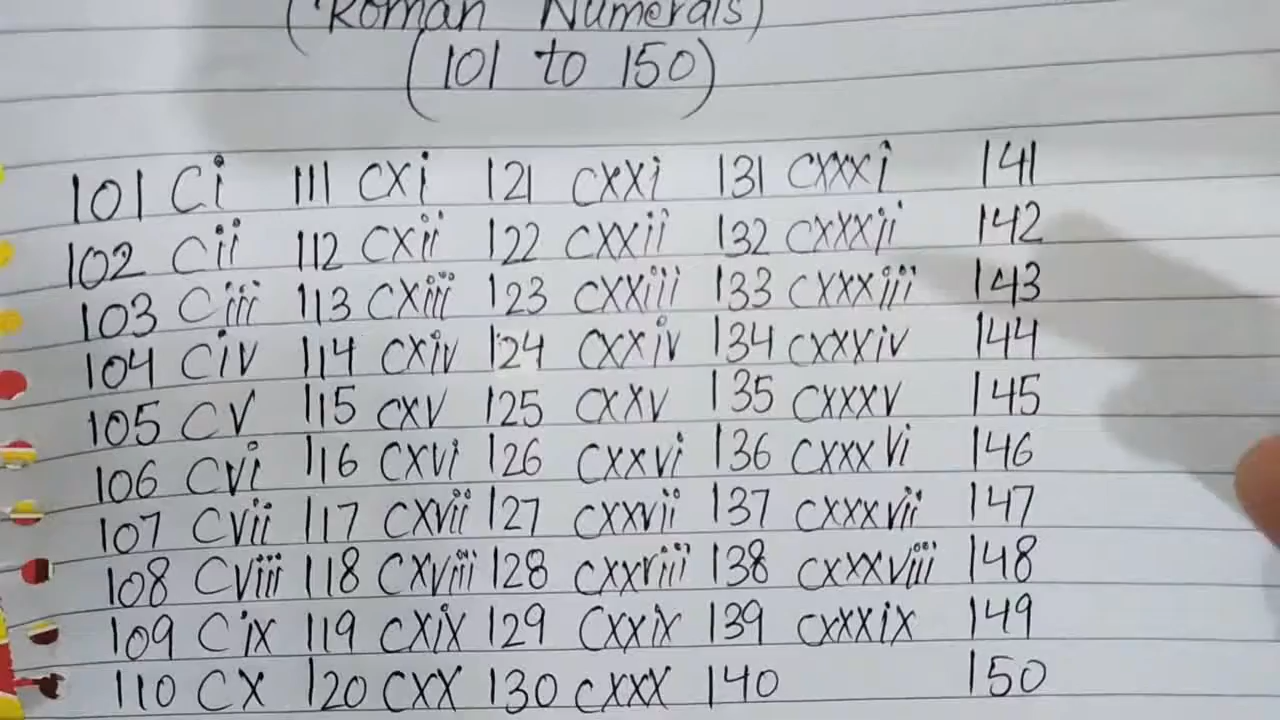 (Roman Numerals)
(101 to 150)
101 Ci 111 CXi 121 CXXi 131 CXXXi 141
102 Cii 112 CXii 122 CXXii 132 CXXXii 142
103 Ciii 113 CXiii 123 CXXiii 133 CXXXiii 143
104 Civ 114 CXiv 124 CXXiv 134 CXXXiv 144
105 CV 115 CXV 125 CXXV 135 CXXXV 145
106 CVi 116 CXVi 126 CXXVi 136 CXXXVi 146
107 CVii 117 CXVii 127 CXXVii 137 CXXXVii 147
108 CViii 118 CXViii 128 CXXViii 138 CXXXViii 148
109 CiX 119 CXiX 129 CXXiX 139 CXXXiX 149
110 CX 120 CXX 130 CXXX 140 150